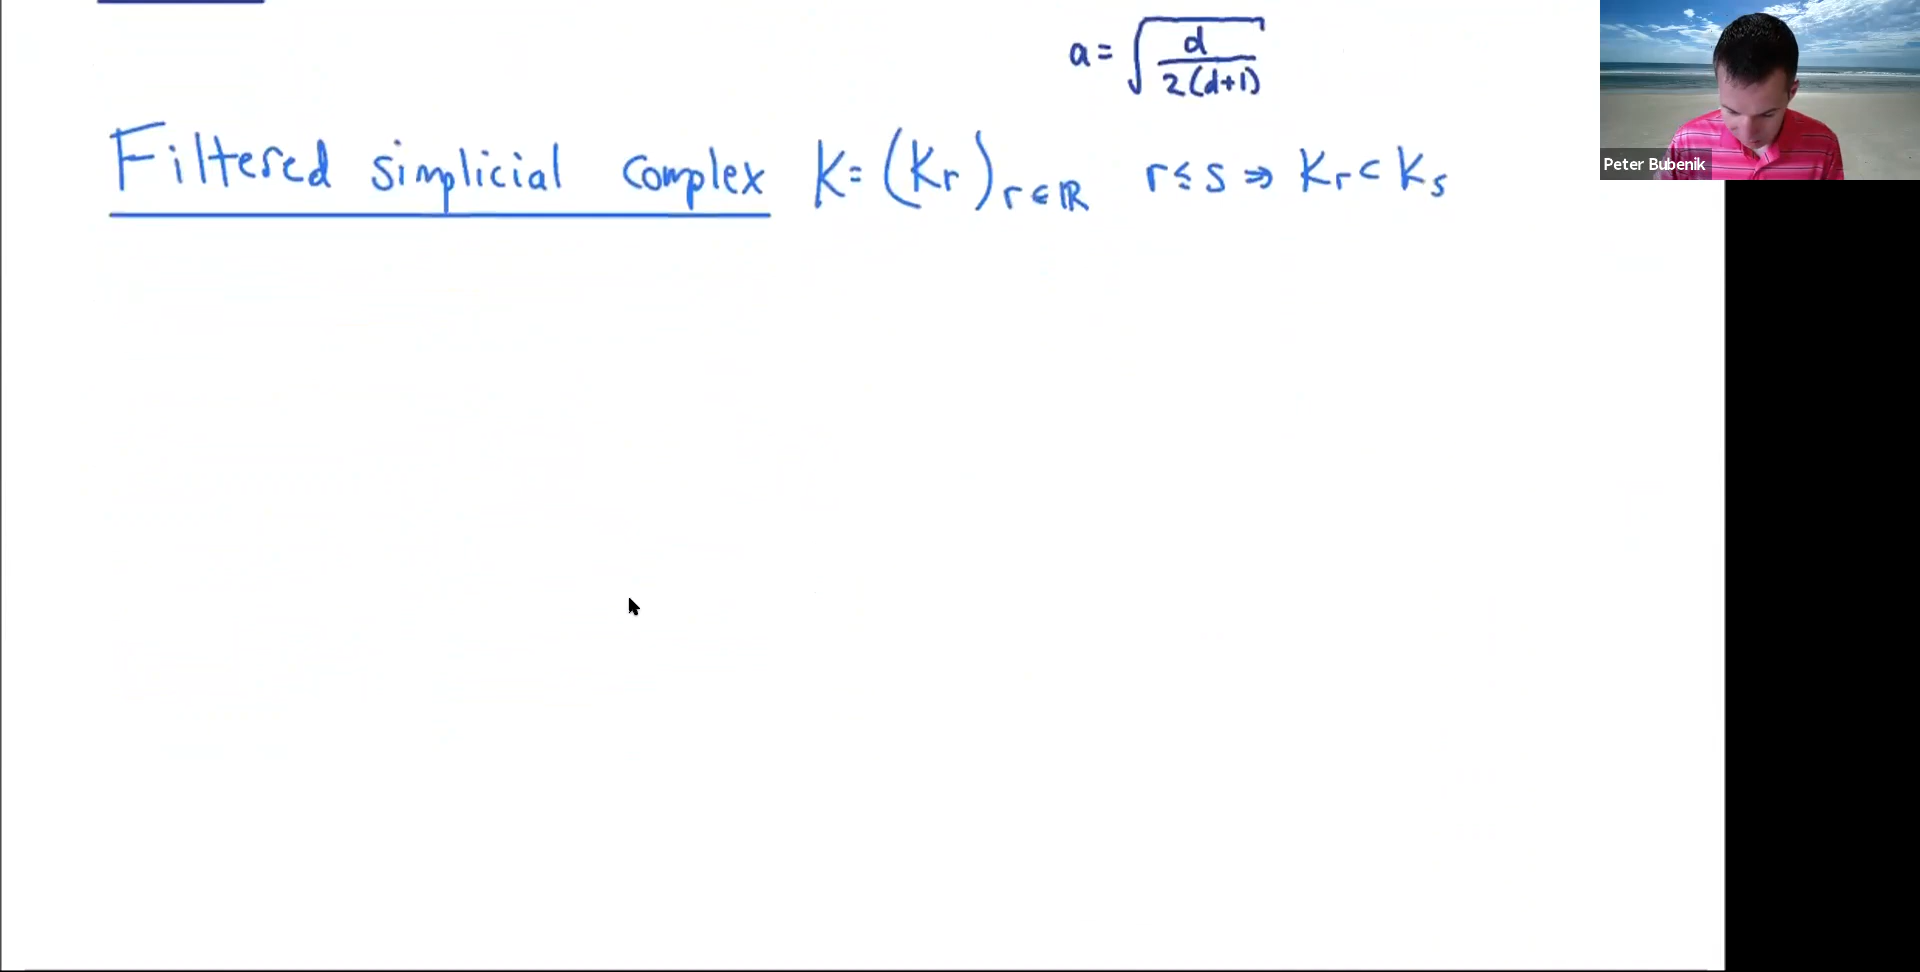 a = √(d / 2(d+1))
Filtered simplicial complex K = (Kr)r∈ℝ r ≤ s ⇒ Kr ⊂ Ks
Peter Bubenik